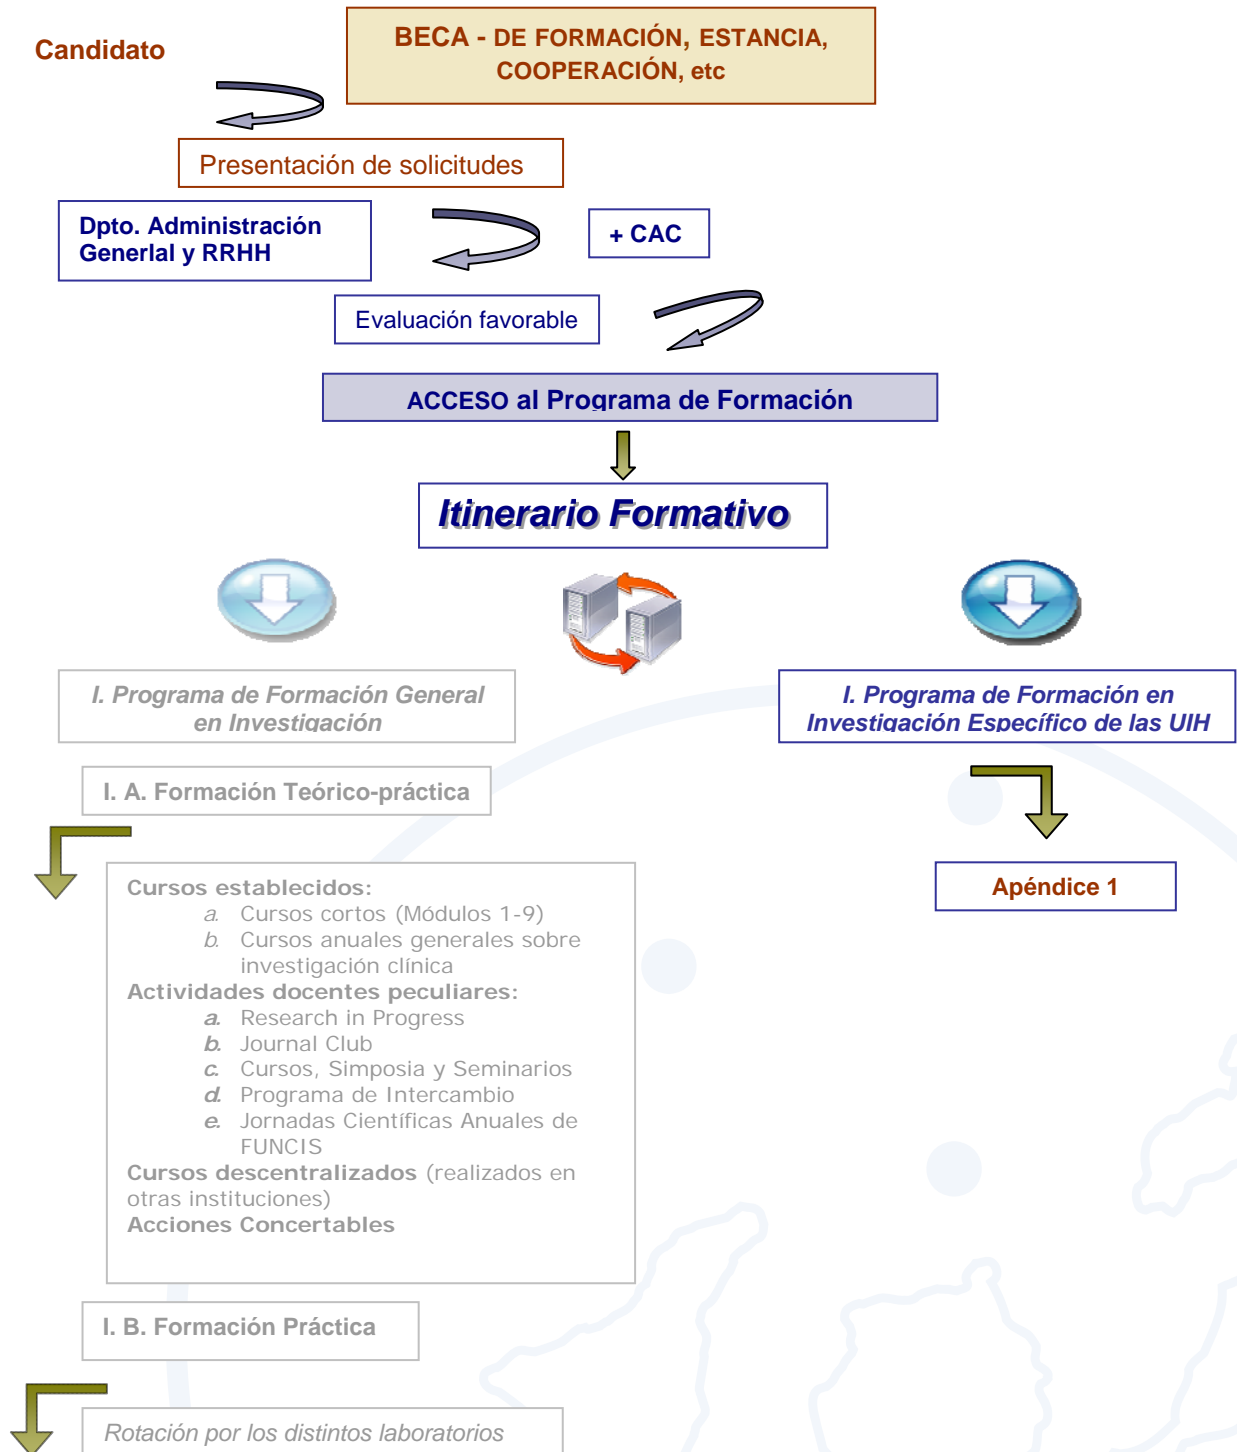 Candidato
BECA - DE FORMACIÓN, ESTANCIA,
COOPERACIÓN, etc
Presentación de solicitudes
Dpto. Administración
Generlal y RRHH
+ CAC
Evaluación favorable
ACCESO al Programa de Formación
Itinerario Formativo
I. Programa de Formación General
en Investigación
I. Programa de Formación en
Investigación Específico de las UIH
I. A. Formación Teórico-práctica
Apéndice 1
Cursos establecidos:
a. Cursos cortos (Módulos 1-9)
b. Cursos anuales generales sobre
investigación clínica
Actividades docentes peculiares:
a. Research in Progress
b. Journal Club
c. Cursos, Simposia y Seminarios
d. Programa de Intercambio
e. Jornadas Científicas Anuales de
FUNCIS
Cursos descentralizados (realizados en
otras instituciones)
Acciones Concertables
I. B. Formación Práctica
Rotación por los distintos laboratorios